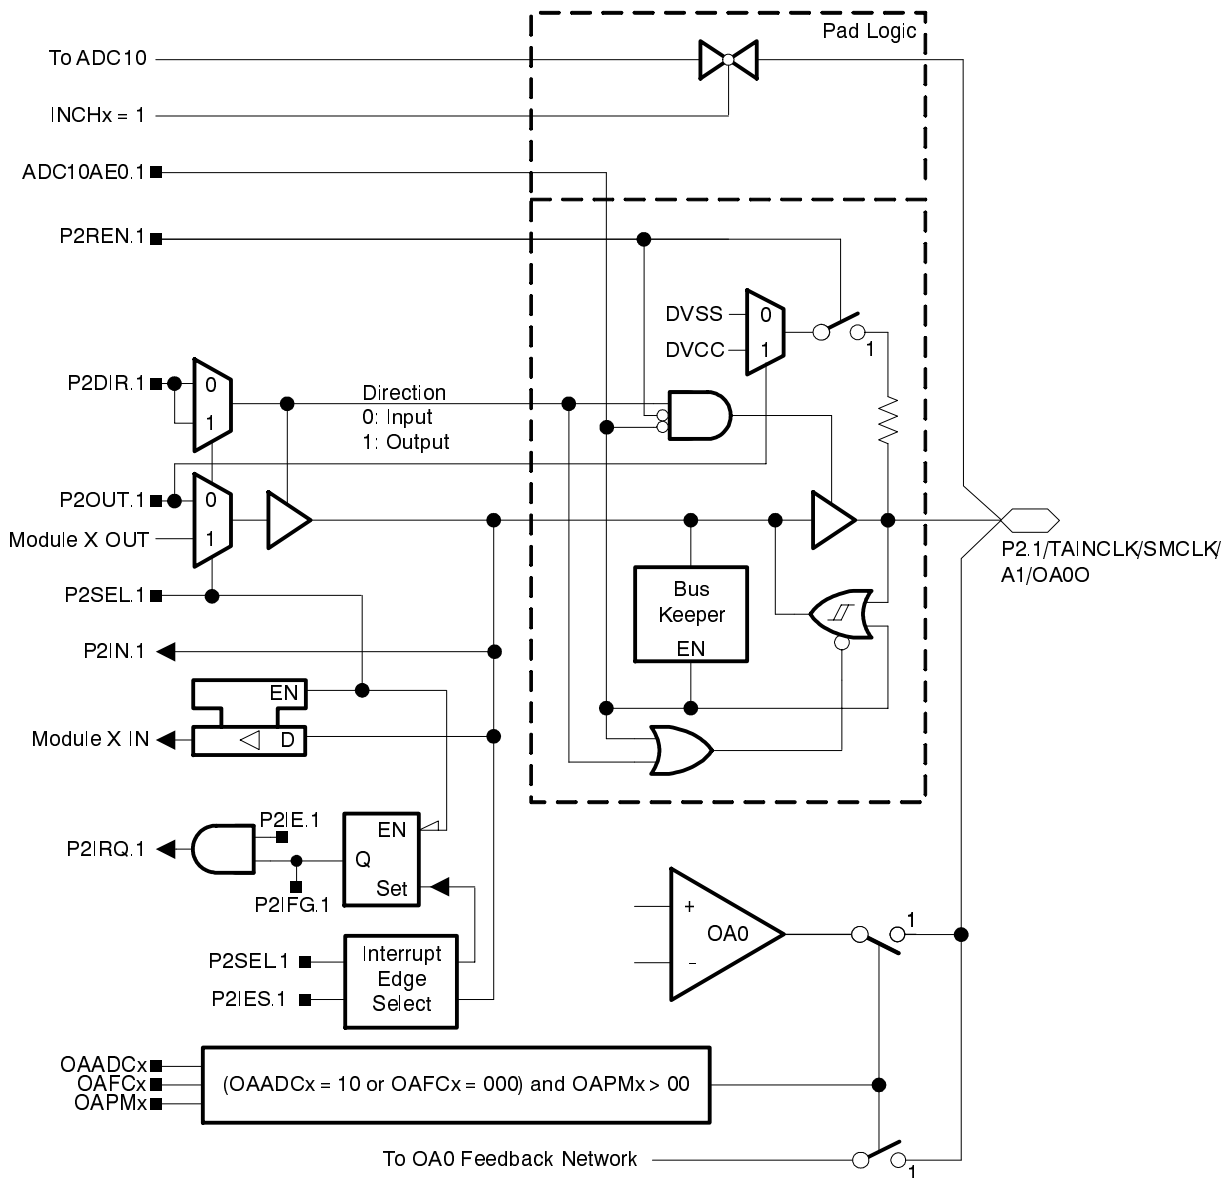 Pad Logic
To ADC10
INCHx = 1
ADC10AE0.1
P2REN.1
DVSS
0
DVCC
1
1
P2DIR.1
0
1
Direction
0: Input
1: Output
P2OUT.1
0
Module X OUT
1
P2.1/TAINCLK/SMCLK/
A1/OA0O
P2SEL.1
Bus
Keeper
EN
P2IN.1
EN
Module X IN
D
P2IE.1
EN
P2IRQ.1
Q
Set
P2IFG.1
+
OA0
−
1
P2SEL.1
P2IES.1
Interrupt
Edge
Select
OAADCx
OAFCx
OAPMx
(OAADCx = 10 or OAFCx = 000) and OAPMx > 00
To OA0 Feedback Network
1